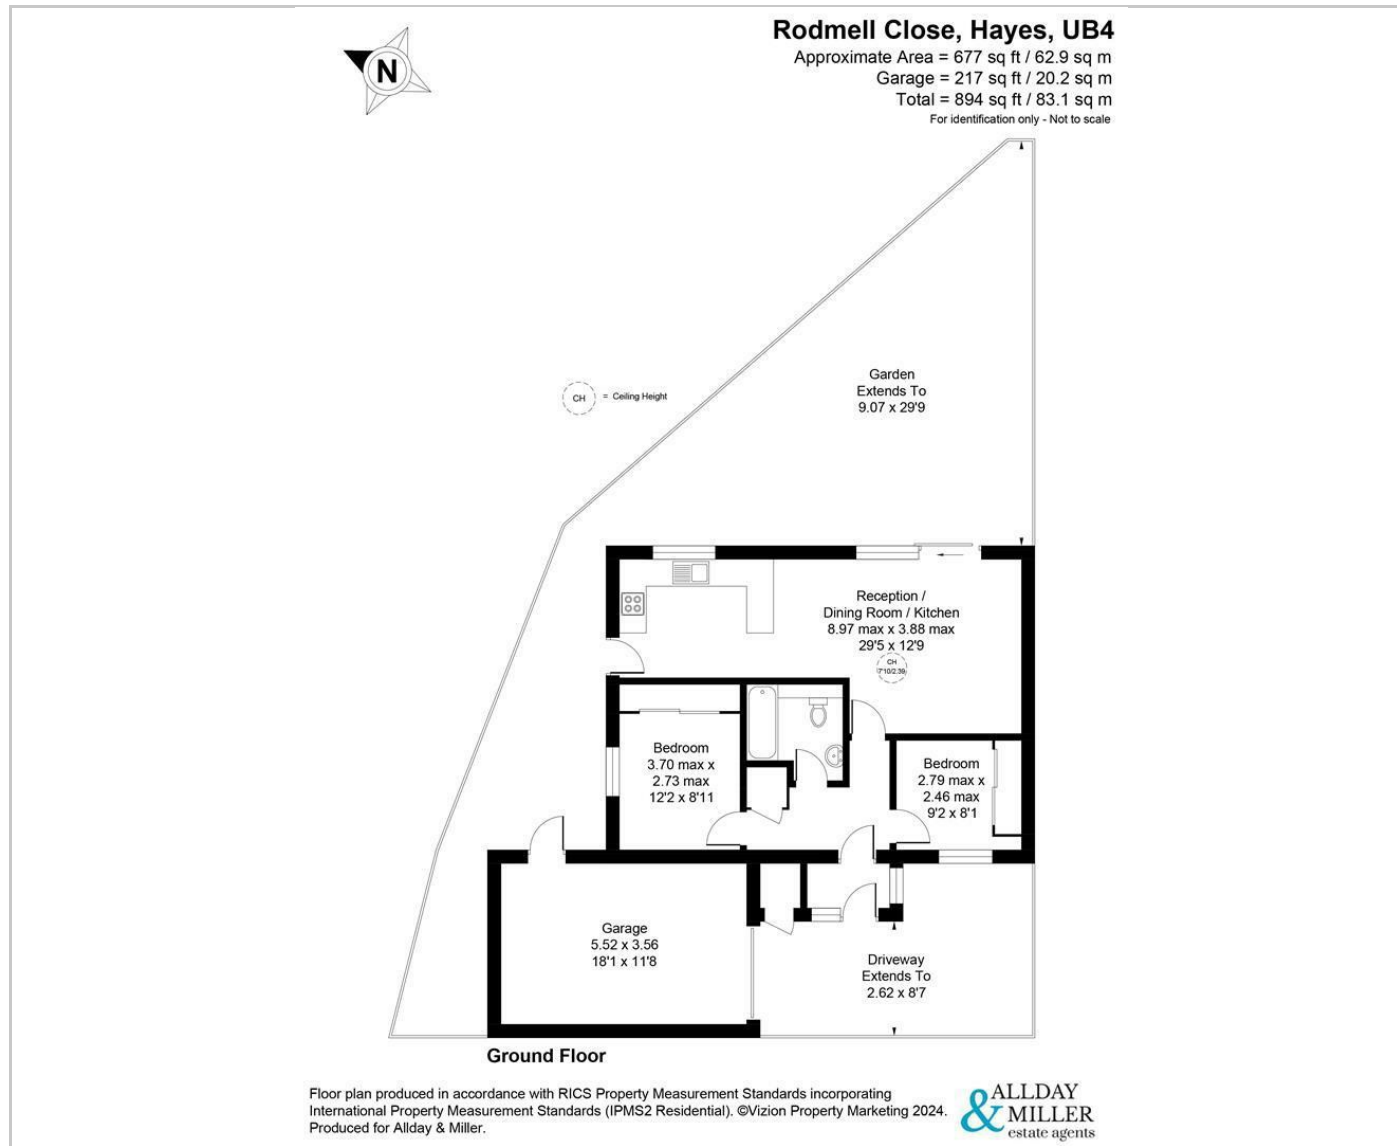 N
Rodmell Close, Hayes, UB4
Approximate Area = 677 sq ft / 62.9 sq m
Garage = 217 sq ft / 20.2 sq m
Total = 894 sq ft / 83.1 sq m
For identification only - Not to scale
Garden
Extends To
9.07 x 29'9
CH = Ceiling Height
Reception /
Dining Room / Kitchen
8.97 max x 3.88 max
29'5 x 12'9
CH
7'10/2.39
Bedroom
3.70 max x
2.73 max
12'2 x 8'11
Bedroom
2.79 max x
2.46 max
9'2 x 8'1
Garage
5.52 x 3.56
18'1 x 11'8
Driveway
Extends To
2.62 x 8'7
Ground Floor
Floor plan produced in accordance with RICS Property Measurement Standards incorporating
International Property Measurement Standards (IPMS2 Residential). ©Vizion Property Marketing 2024.
Produced for Allday & Miller.
ALLDAY
& MILLER
estate agents